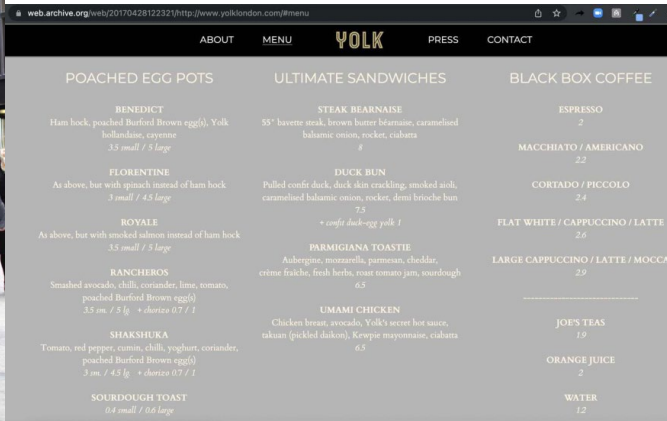 web.archive.org/web/20170428122321/http://www.yolklondon.com/#menu
ABOUT
MENU
YOLK
PRESS
CONTACT
POACHED EGG POTS
BENEDICT
Ham hock, poached Burford Brown egg(s), Yolk
hollandaise, cayenne
3.5 small / 5 large
FLORENTINE
As above, but with spinach instead of ham hock
3 small / 4.5 large
ROYALE
As above, but with smoked salmon instead of ham hock
3.5 small / 5 large
RANCHEROS
Smashed avocado, chilli, coriander, lime, tomato,
poached Burford Brown egg(s)
3.5 sm. / 5 lg. + chorizo 0.7 / 1
SHAKSHUKA
Tomato, red pepper, cumin, chilli, yoghurt, coriander,
poached Burford Brown egg(s)
3 sm. / 4.5 lg. + chorizo 0.7 / 1
SOURDOUGH TOAST
0.4 small / 0.6 large
ULTIMATE SANDWICHES
STEAK BEARNAISE
55° bavette steak, brown butter béarnaise, caramelised
balsamic onion, rocket, ciabatta
8
DUCK BUN
Pulled confit duck, duck skin crackling, smoked aioli,
caramelised balsamic onion, rocket, demi brioche bun
7.5
+ confit duck-egg yolk 1
PARMIGIANA TOASTIE
Aubergine, mozzarella, parmesan, cheddar,
crème fraîche, fresh herbs, roast tomato jam, sourdough
6.5
UMAMI CHICKEN
Chicken breast, avocado, Yolk's secret hot sauce,
takuan (pickled daikon), Kewpie mayonnaise, ciabatta
6.5
BLACK BOX COFFEE
ESPRESSO
2
MACCHIATO / AMERICANO
2.2
CORTADO / PICCOLO
2.4
FLAT WHITE / CAPPUCCINO / LATTE
2.6
LARGE CAPPUCCINO / LATTE / MOCCA
2.9
JOE'S TEAS
1.9
ORANGE JUICE
2
WATER
1.2